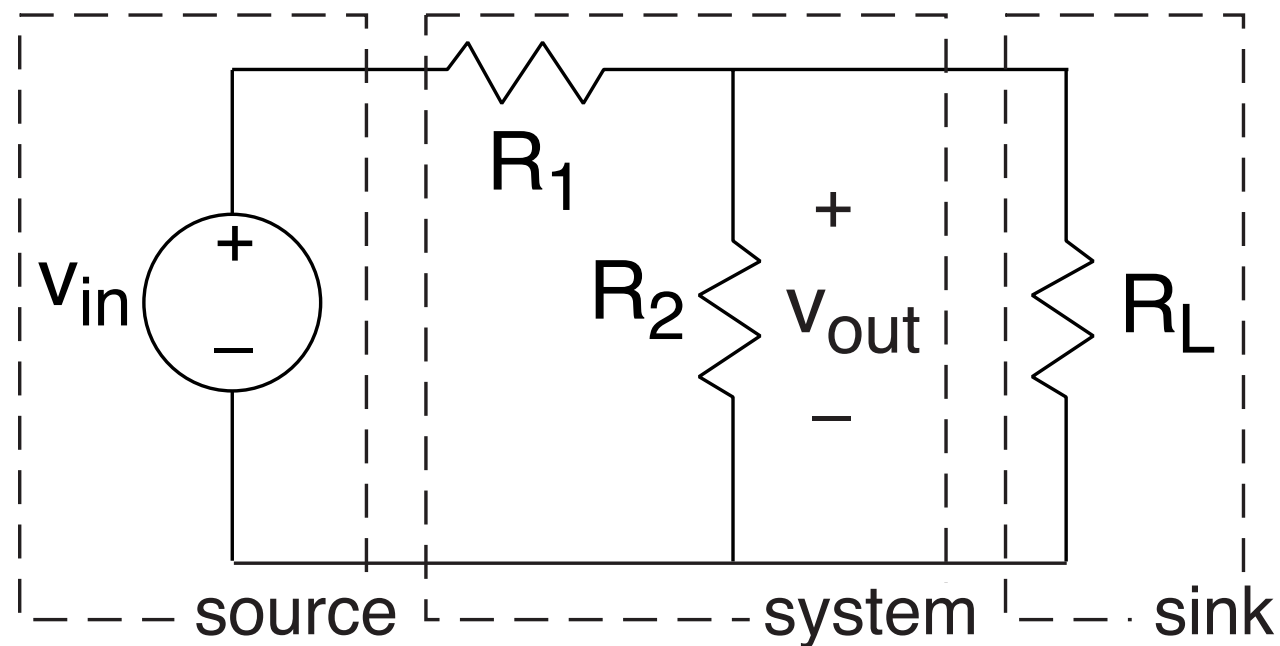 R1
+
vin
−
R2
+
vout
−
RL
source
system
sink